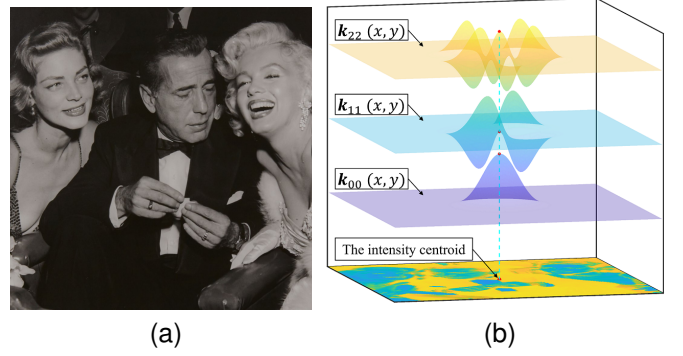 k₂₂ (x, y)
k₁₁ (x, y)
k₀₀ (x, y)
The intensity centroid
(a)
(b)